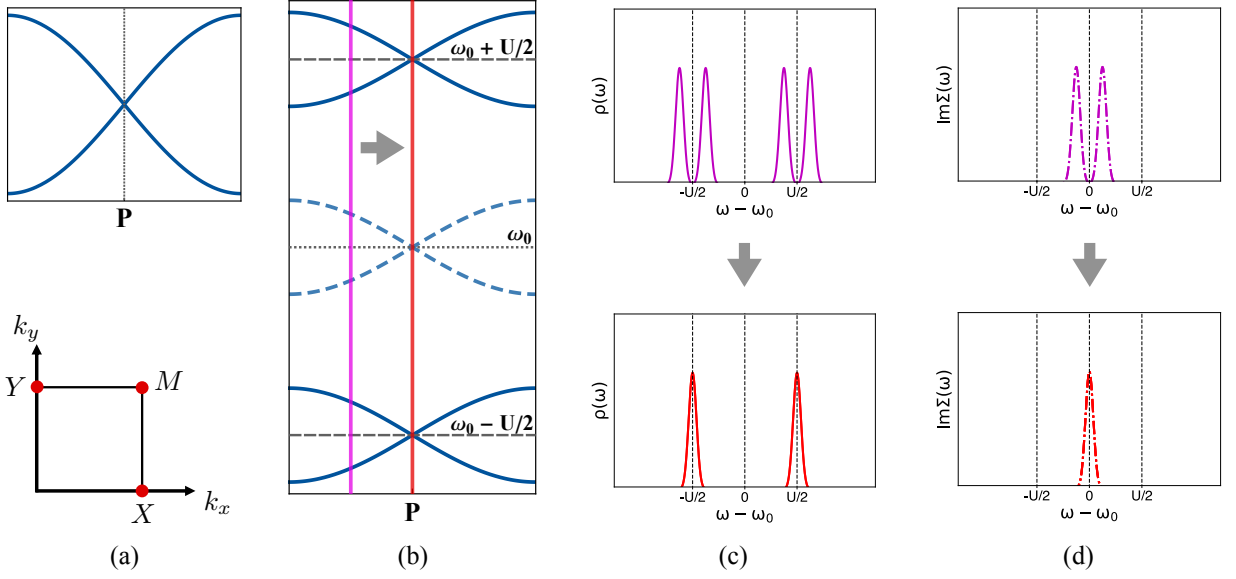 P
k_y
Y
M
X
k_x
(a)
ω₀ + U/2
ω₀
ω₀ − U/2
P
(b)
ρ(ω)
-U/2 0 U/2
ω − ω₀
ρ(ω)
-U/2 0 U/2
ω − ω₀
(c)
ImΣ(ω)
-U/2 0 U/2
ω − ω₀
ImΣ(ω)
-U/2 0 U/2
ω − ω₀
(d)